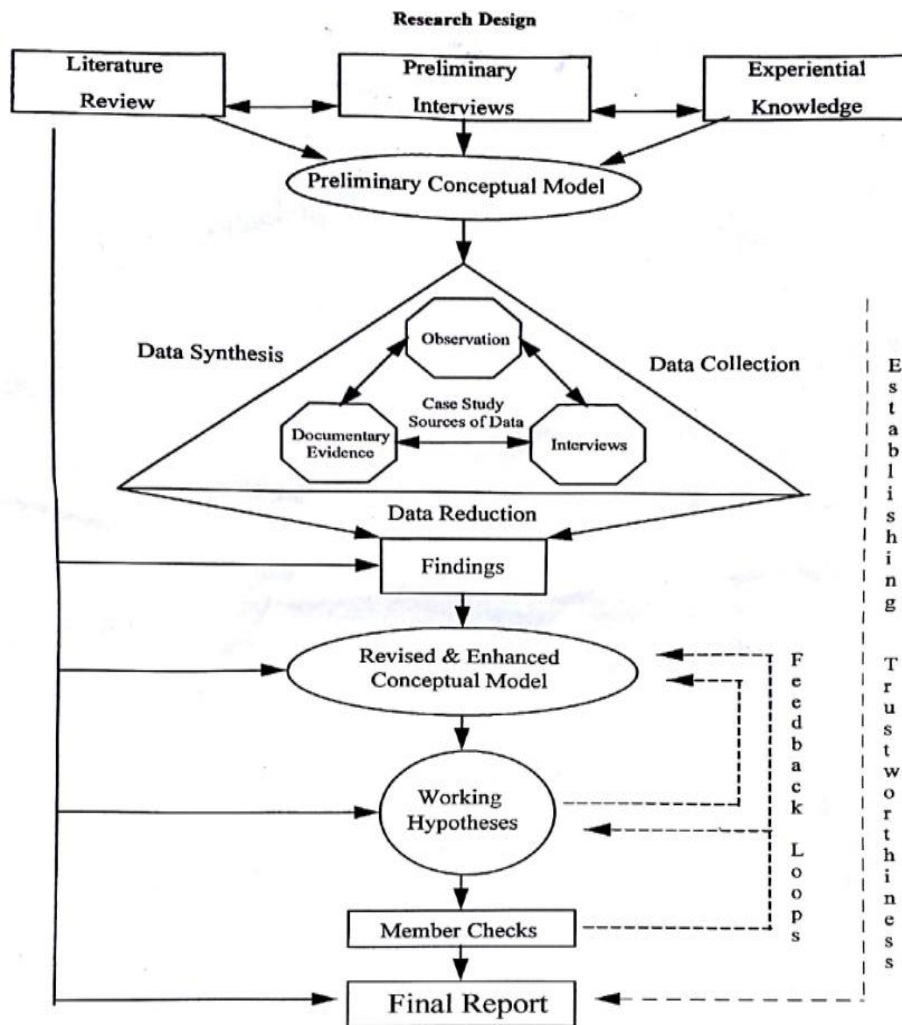 Research Design
Literature
Review
Preliminary
Interviews
Experiential
Knowledge
Preliminary Conceptual Model
Data Synthesis
Data Collection
Observation
Case Study
Sources of Data
Documentary
Evidence
Interviews
Data Reduction
Findings
Revised & Enhanced
Conceptual Model
Working
Hypotheses
Member Checks
Final Report
Feedback Loops
Establishing Trustworthiness